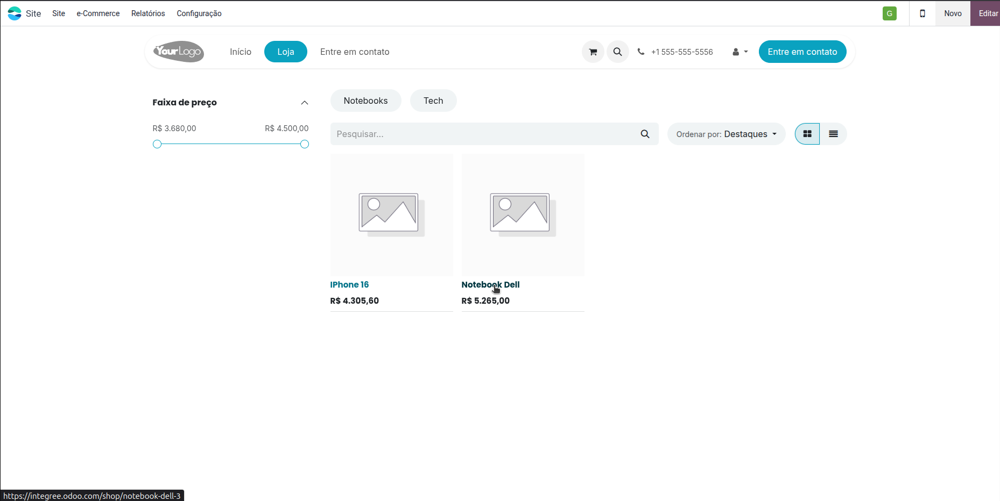 Site Site e-Commerce Relatórios Configuração G Novo Editar
YourLogo Início Loja Entre em contato +1 555-555-5556 Entre em contato
Faixa de preço
R$ 3.680,00 R$ 4.500,00
Notebooks Tech
Pesquisar... Ordenar por: Destaques
IPhone 16
R$ 4.305,60
Notebook Dell
R$ 5.265,00
https://integree.odoo.com/shop/notebook-dell-3